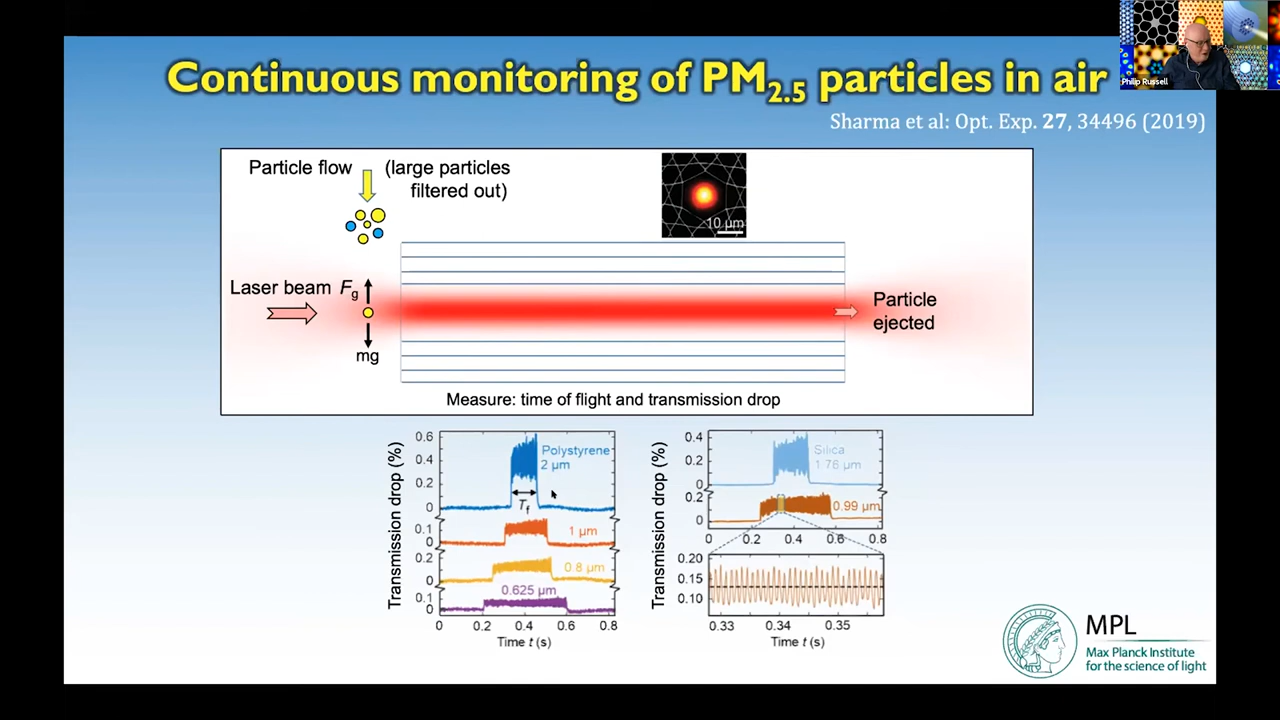 Continuous monitoring of PM2.5 particles in air
Philip Russell
Sharma et al: Opt. Exp. 27, 34496 (2019)
Particle flow
(large particles
filtered out)
10 µm
Laser beam
Fg
mg
Particle
ejected
Measure: time of flight and transmission drop
Transmission drop (%)
0.6
0.4
0.2
0
0.1
0
0.2
0
0.1
0
Polystyrene
2 µm
Tf
1 µm
0.8 µm
0.625 µm
0 0.2 0.4 0.6 0.8
Time t (s)
Transmission drop (%)
0.4
0.2
0
0.2
0
Silica
1.76 µm
0.99 µm
0 0.2 0.4 0.6 0.8
0.20
0.15
0.10
0.33 0.34 0.35
Time t (s)
MPL
Max Planck Institute
for the science of light